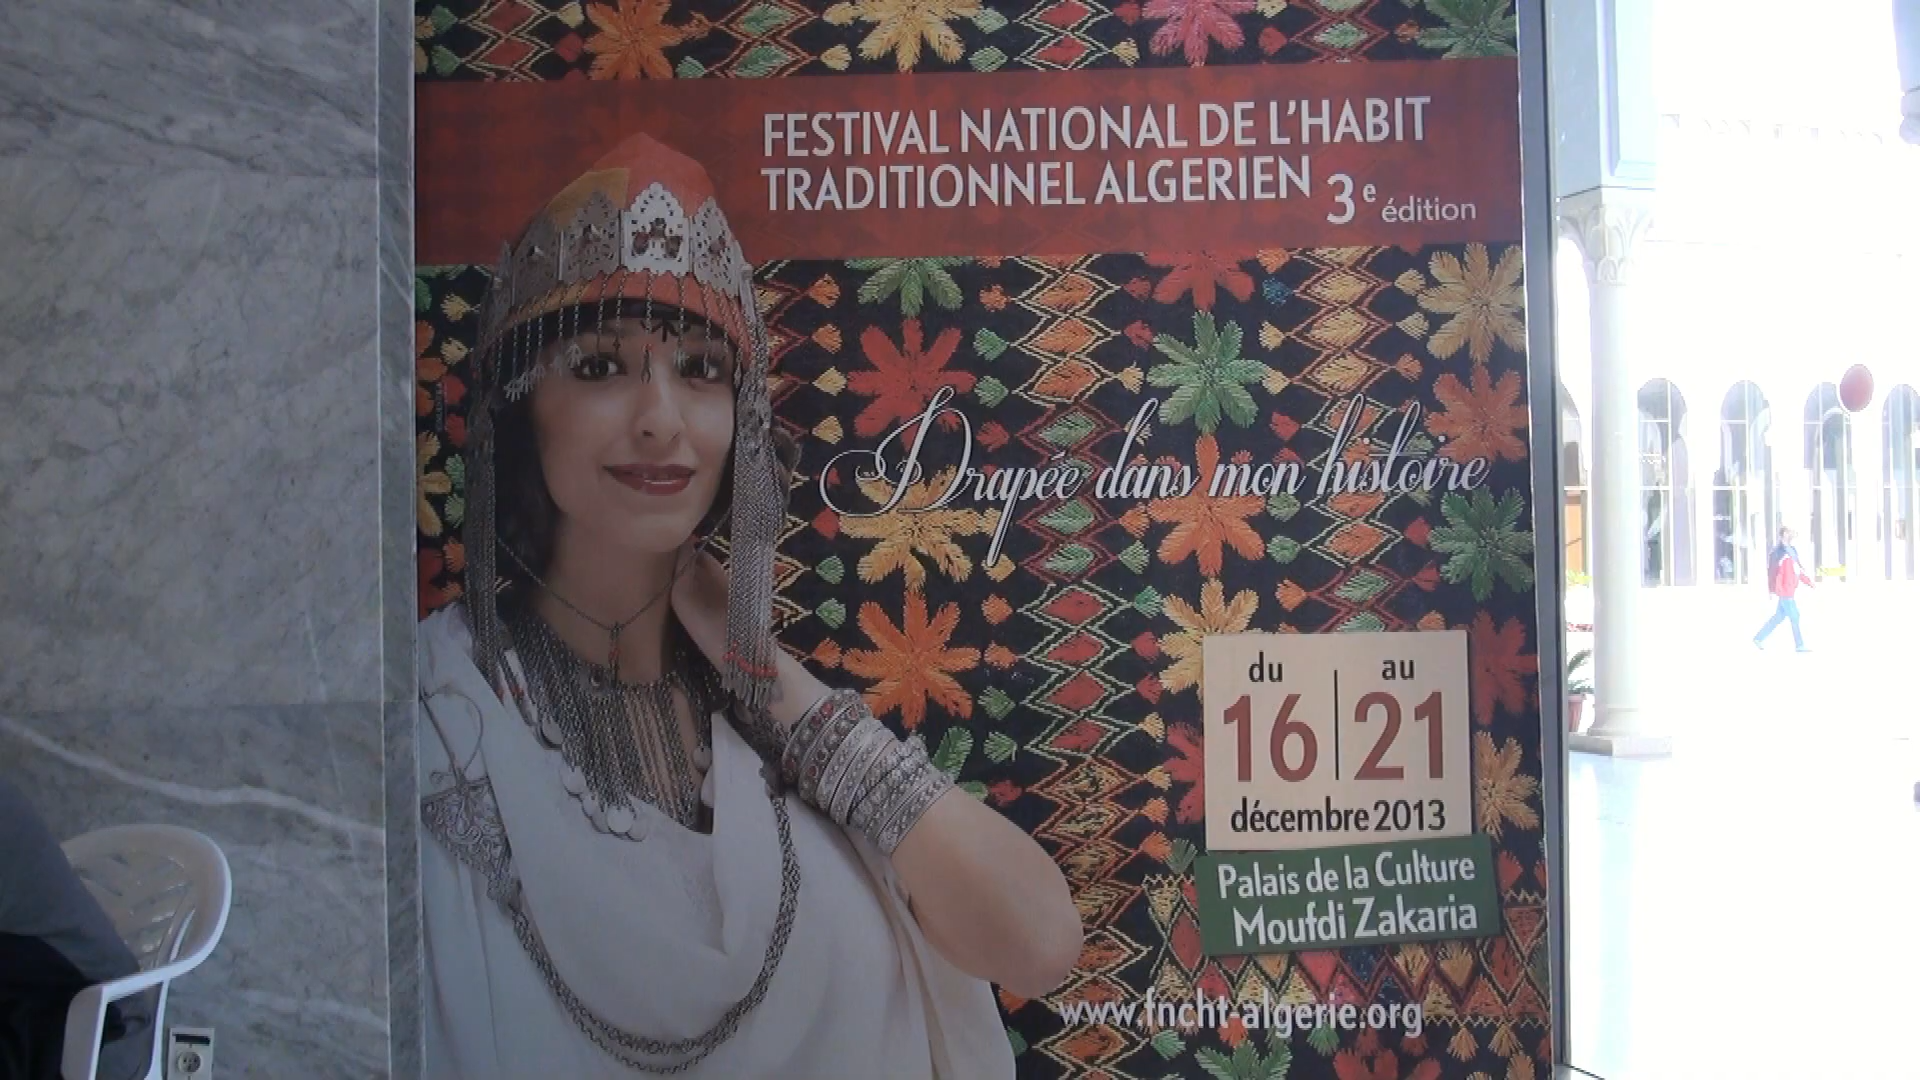 FESTIVAL NATIONAL DE L'HABIT
TRADITIONNEL ALGERIEN 3e édition
Drapée dans mon histoire
du au
16 21
décembre 2013
Palais de la Culture
Moufdi Zakaria
www.fncht-algerie.org